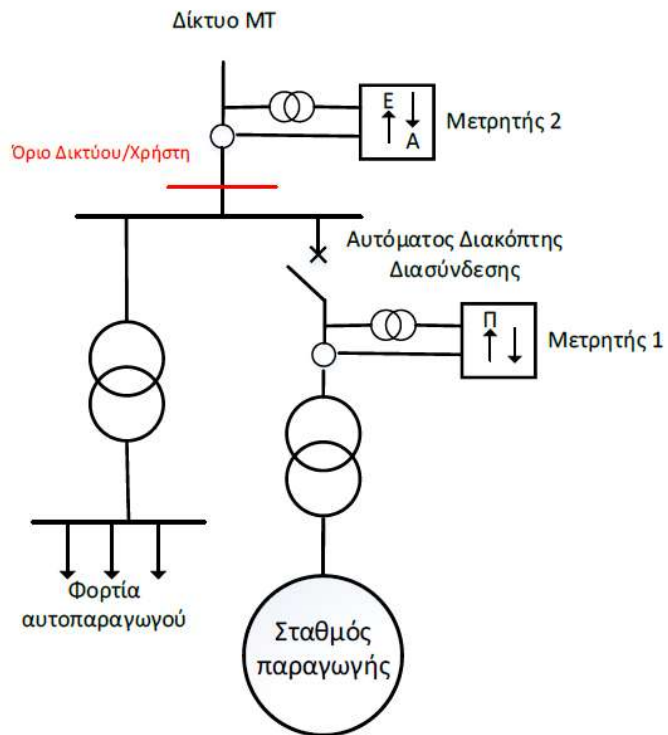 Δίκτυο ΜΤ
Ε
Α
Μετρητής 2
Όριο Δικτύου/Χρήστη
Αυτόματος Διακόπτης
Διασύνδεσης
Π
Μετρητής 1
Φορτία
αυτοπαραγωγού
Σταθμός
παραγωγής